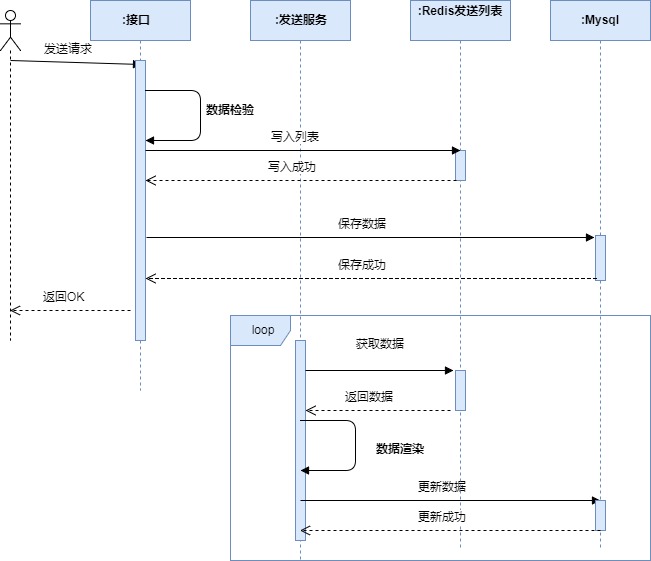 :接口
:发送服务
:Redis发送列表
:Mysql
发送请求
数据检验
写入列表
写入成功
保存数据
保存成功
返回OK
loop
获取数据
返回数据
数据渲染
更新数据
更新成功